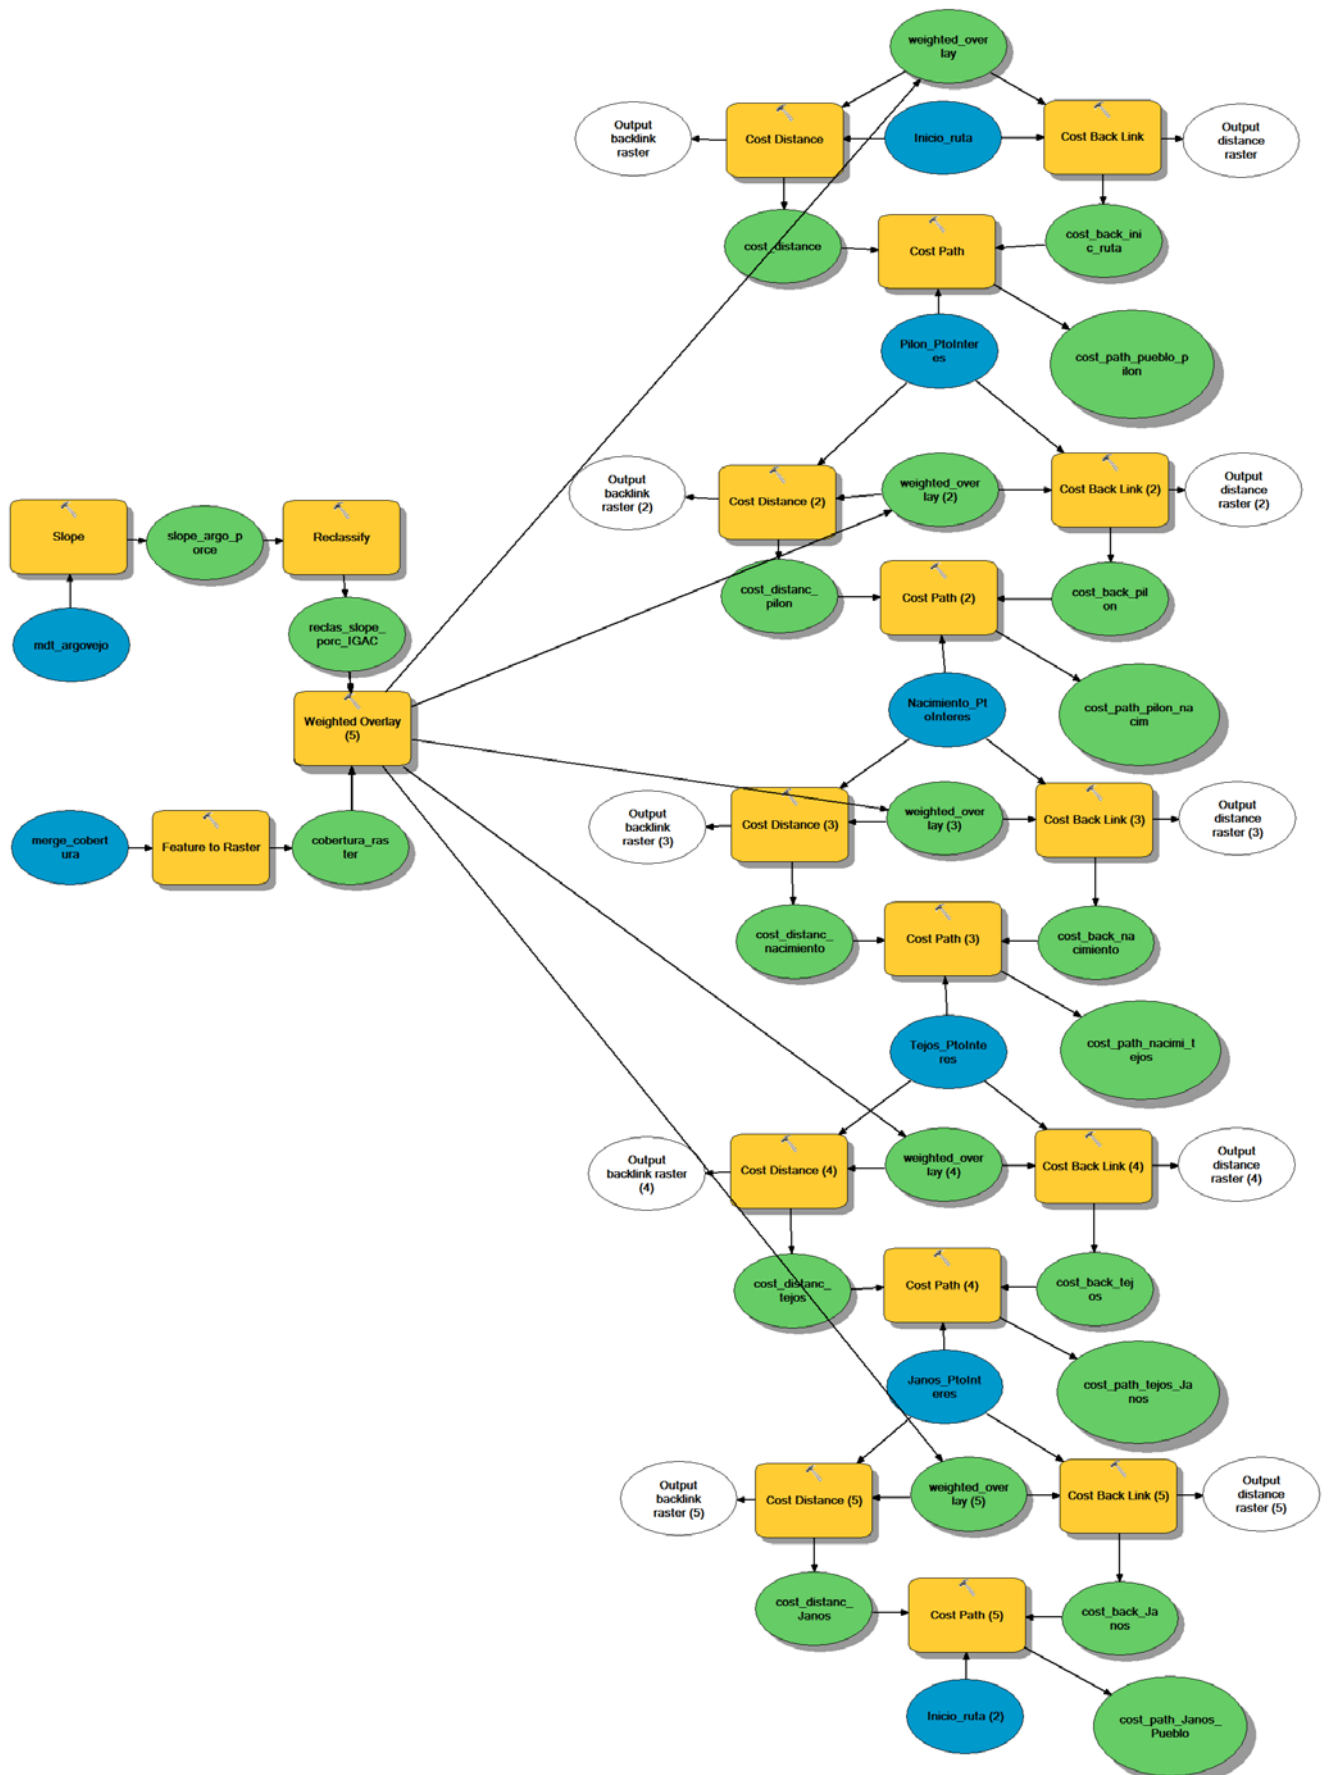 weighted_over
lay
Output
backlink
raster
Cost Distance
Inicio_ruta
Cost Back Link
Output
distance
raster
cost_distance
Cost Path
cost_back_ini
c_ruta
Pilon_PtoInter
es
cost_path_pueblo_p
ilon
Output
backlink
raster (2)
Cost Distance (2)
weighted_over
lay (2)
Cost Back Link (2)
Output
distance
raster (2)
Slope
slope_argo_p
orce
Reclassify
cost_distanc_
pilon
Cost Path (2)
cost_back_pil
on
mdt_argovejo
reclas_slope_
porc_IGAC
Weighted Overlay
(5)
Nacimiento_Pt
oInteres
cost_path_pilon_na
cim
Output
backlink
raster (3)
Cost Distance (3)
weighted_over
lay (3)
Cost Back Link (3)
Output
distance
raster (3)
merge_cobert
ura
Feature to Raster
cobertura_ras
ter
cost_distanc_
nacimiento
Cost Path (3)
cost_back_na
cimiento
Tejos_PtoInte
res
cost_path_nacimi_t
ejos
Output
backlink raster
(4)
Cost Distance (4)
weighted_over
lay (4)
Cost Back Link (4)
Output
distance
raster (4)
cost_distanc_
tejos
Cost Path (4)
cost_back_tej
os
Janos_PtoInt
eres
cost_path_tejos_Ja
nos
Output
backlink
raster (5)
Cost Distance (5)
weighted_over
lay (5)
Cost Back Link (5)
Output
distance
raster (5)
cost_distanc_
Janos
Cost Path (5)
cost_back_Ja
nos
Inicio_ruta (2)
cost_path_Janos_
Pueblo